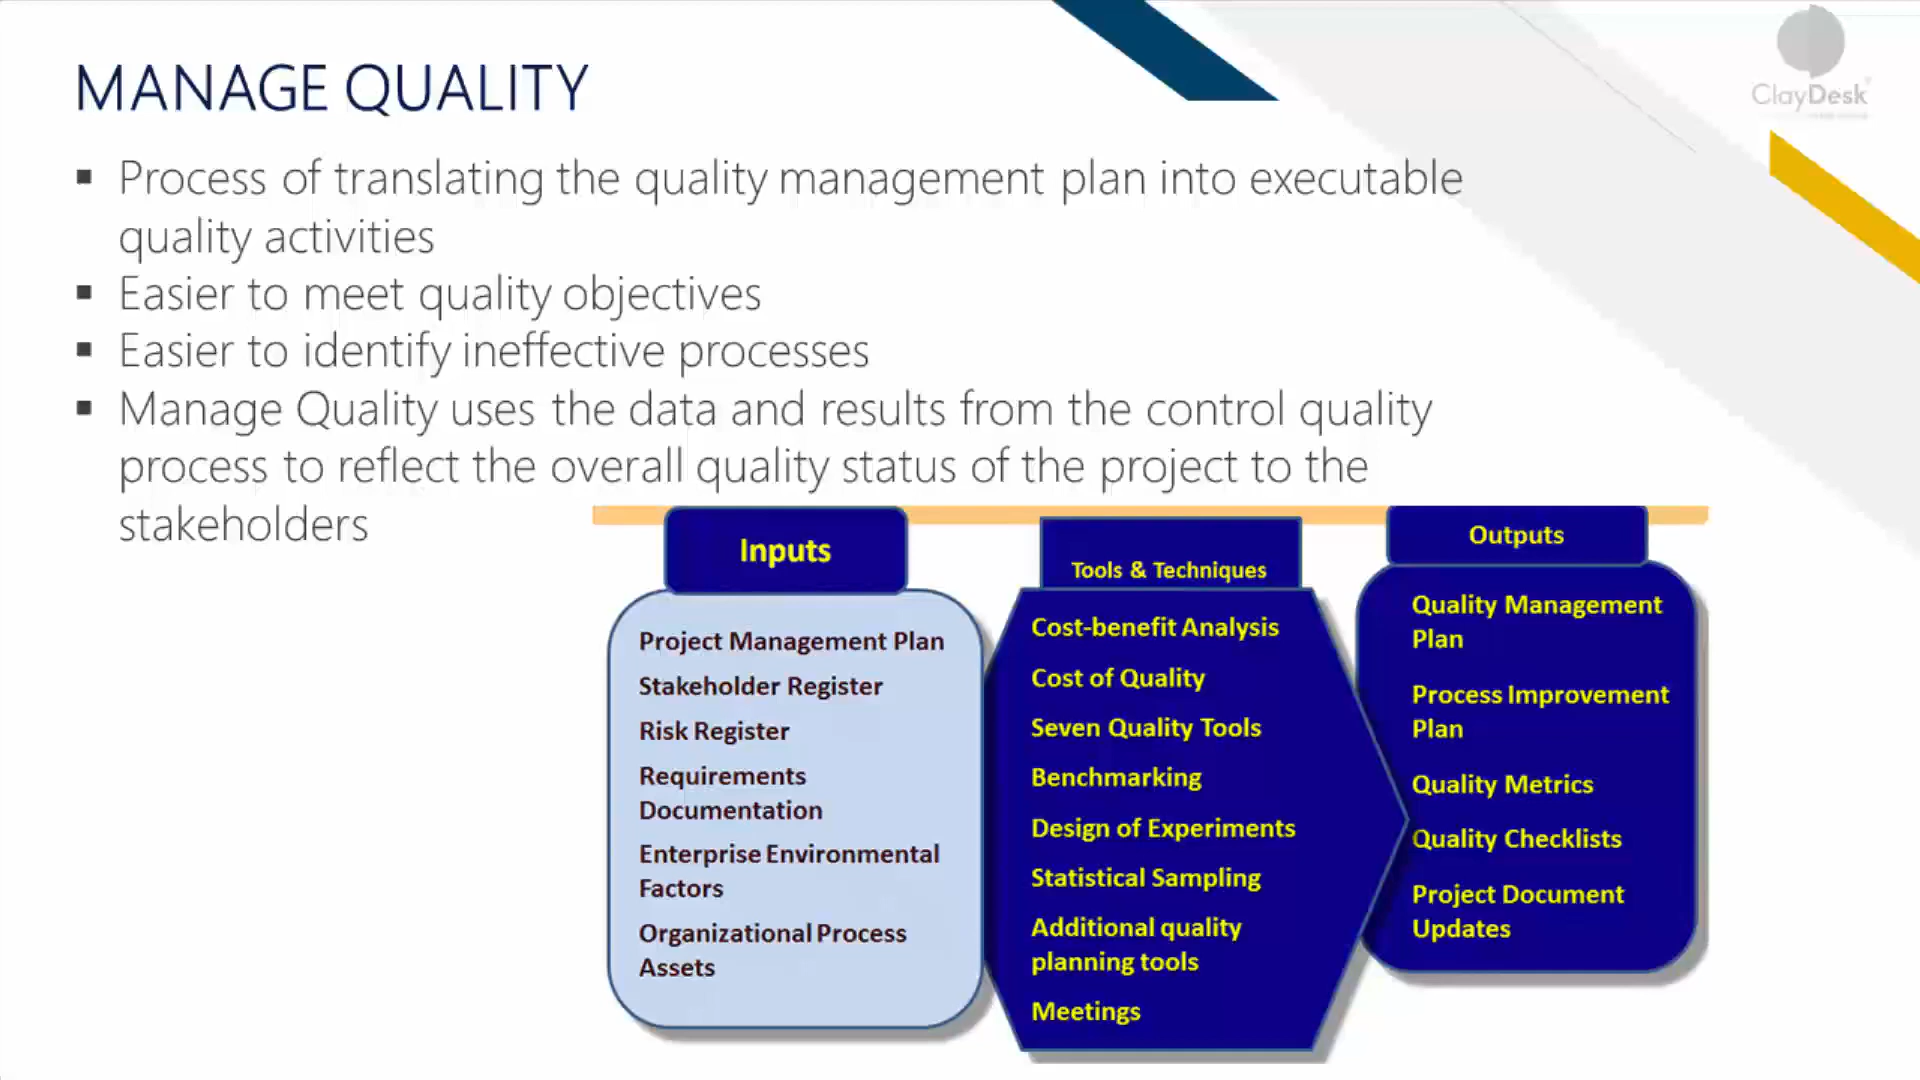 ClayDesk
MANAGE QUALITY
▪ Process of translating the quality management plan into executable
quality activities
▪ Easier to meet quality objectives
▪ Easier to identify ineffective processes
▪ Manage Quality uses the data and results from the control quality
process to reflect the overall quality status of the project to the
stakeholders
Inputs
Project Management Plan
Stakeholder Register
Risk Register
Requirements
Documentation
Enterprise Environmental
Factors
Organizational Process
Assets
Tools & Techniques
Cost-benefit Analysis
Cost of Quality
Seven Quality Tools
Benchmarking
Design of Experiments
Statistical Sampling
Additional quality
planning tools
Meetings
Outputs
Quality Management
Plan
Process Improvement
Plan
Quality Metrics
Quality Checklists
Project Document
Updates